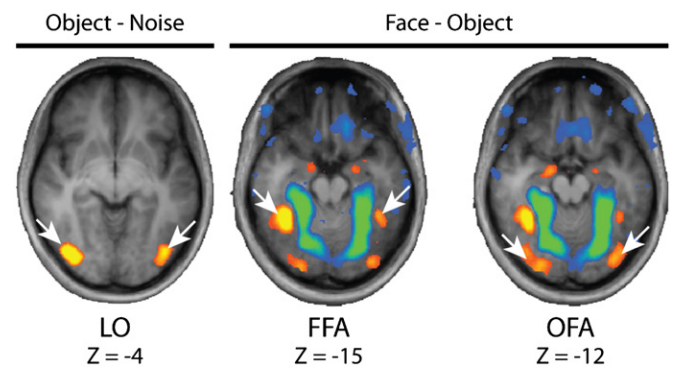 Object - Noise
Face - Object
LO
Z = -4
FFA
Z = -15
OFA
Z = -12